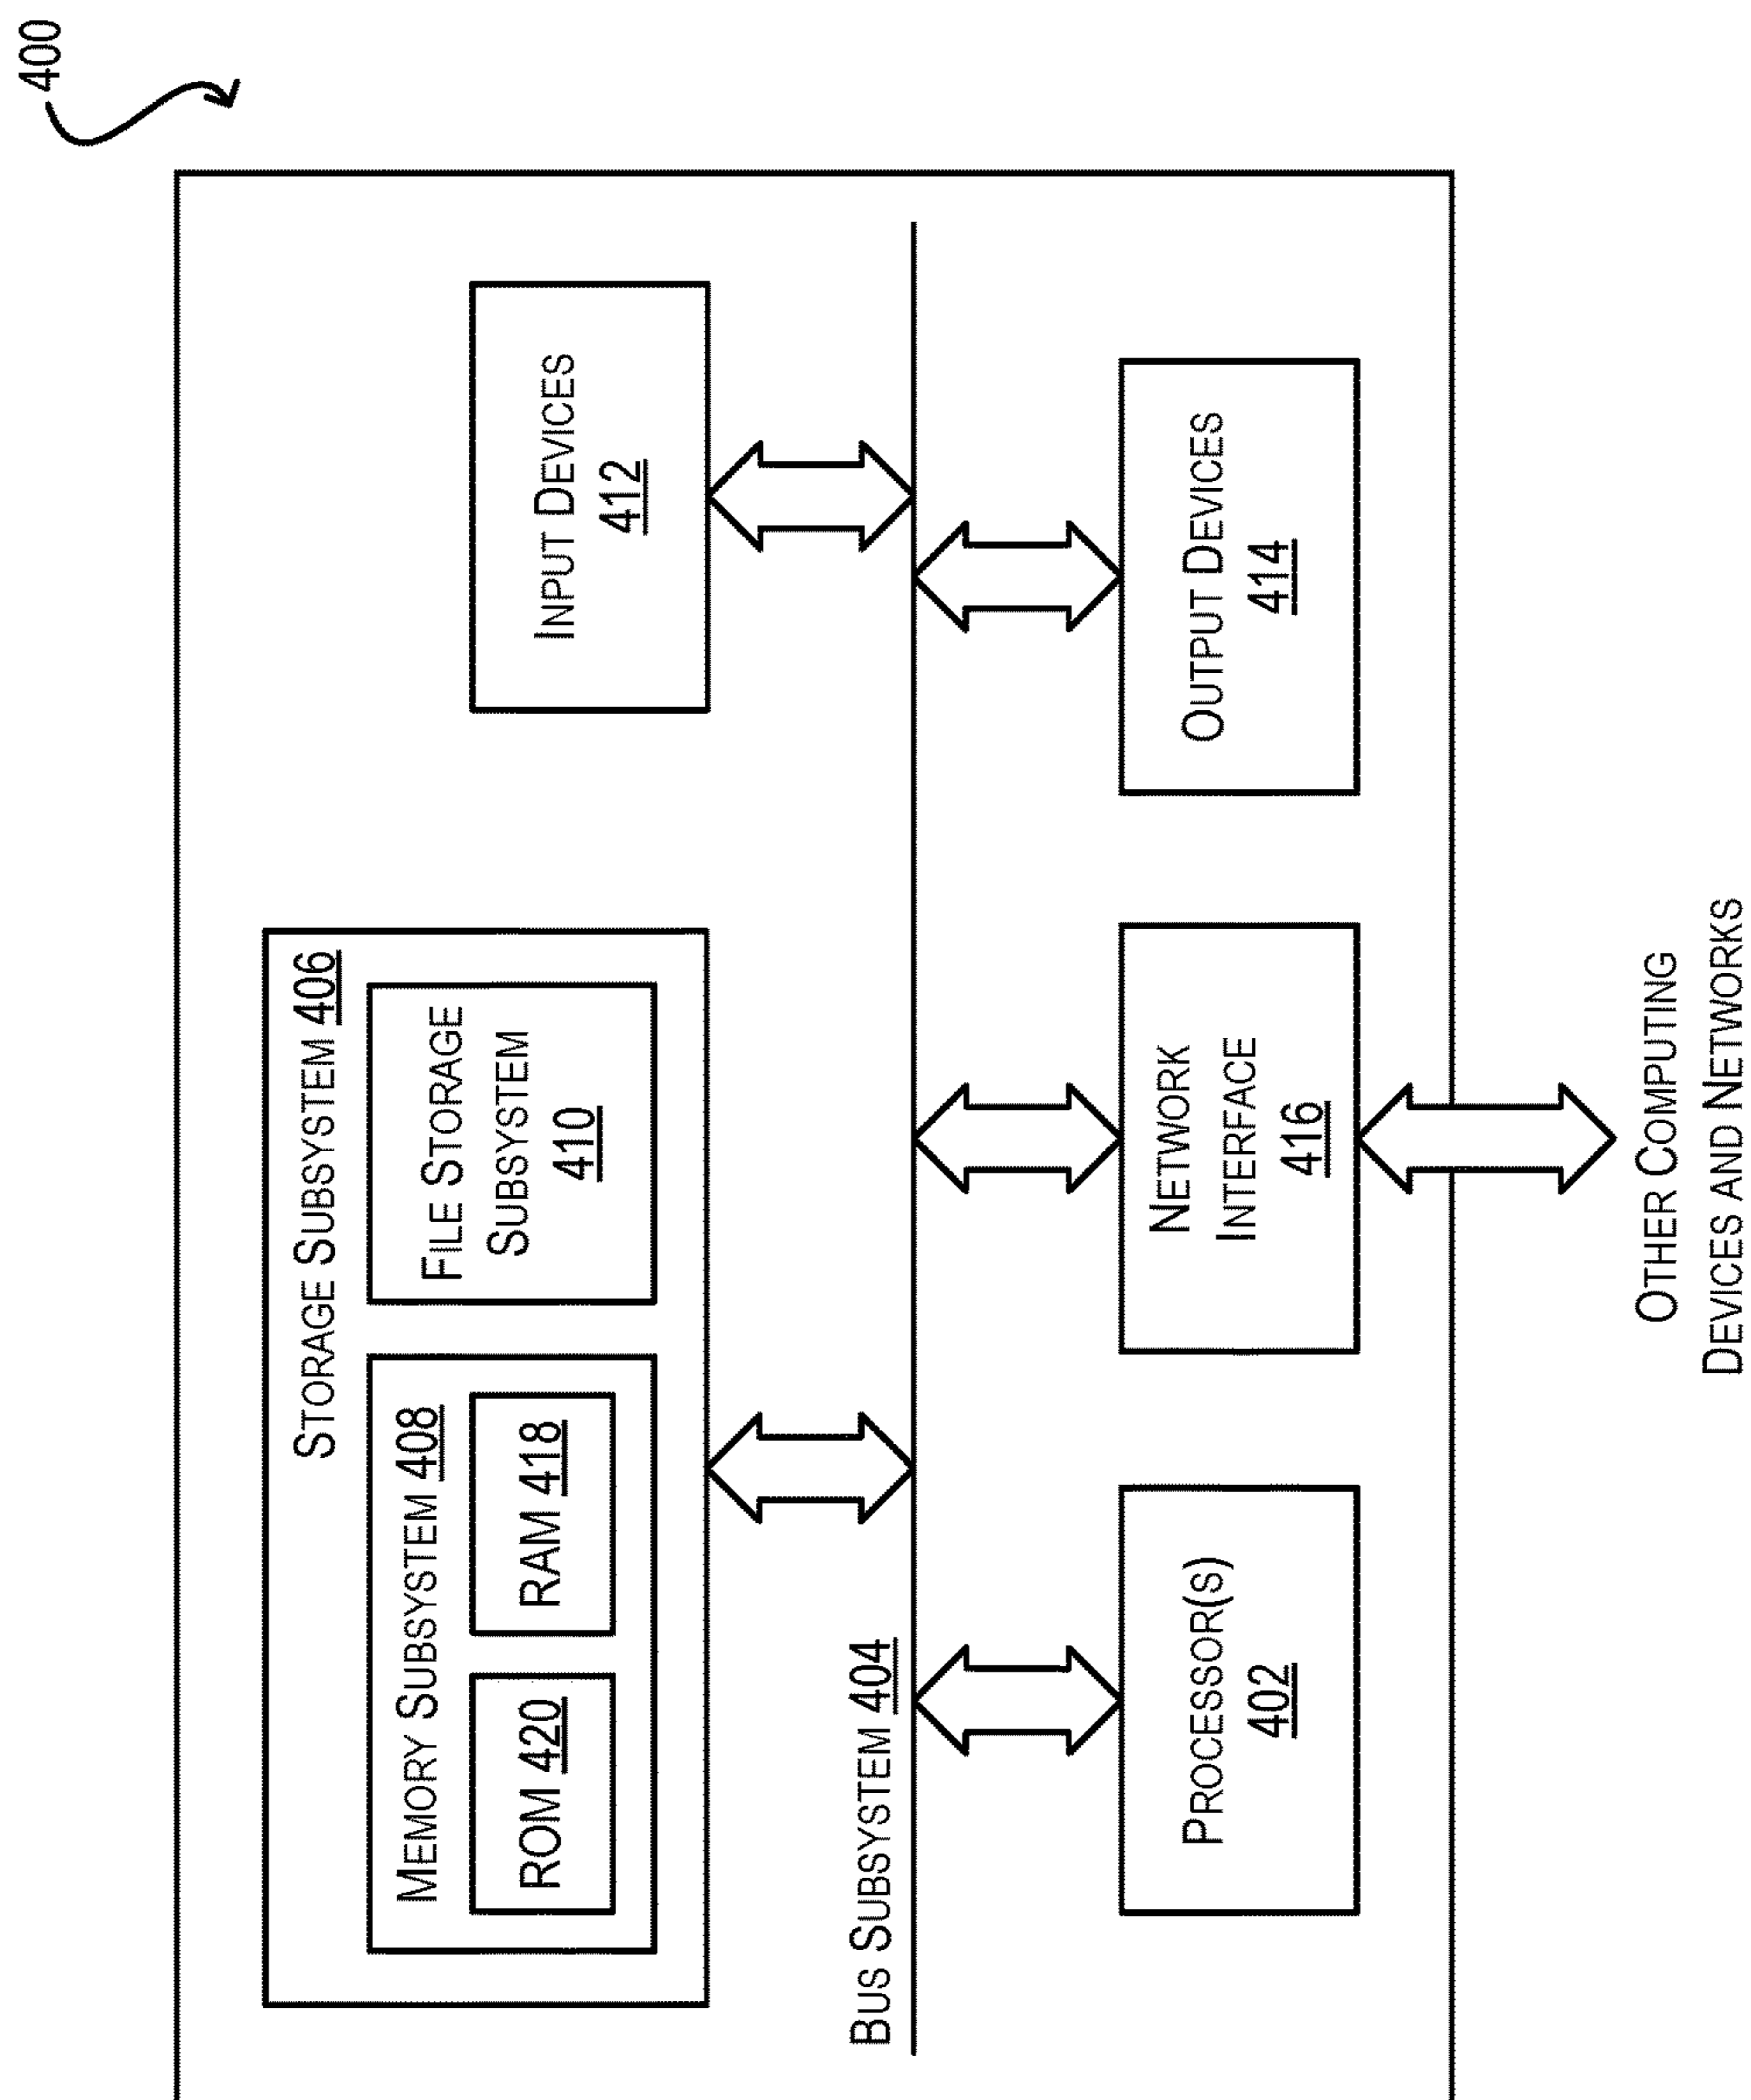 400
STORAGE SUBSYSTEM 406
MEMORY SUBSYSTEM 408
ROM 420
RAM 418
FILE STORAGE
SUBSYSTEM
410
INPUT DEVICES
412
BUS SUBSYSTEM 404
PROCESSOR(S)
402
NETWORK
INTERFACE
416
OUTPUT DEVICES
414
OTHER COMPUTING
DEVICES AND NETWORKS